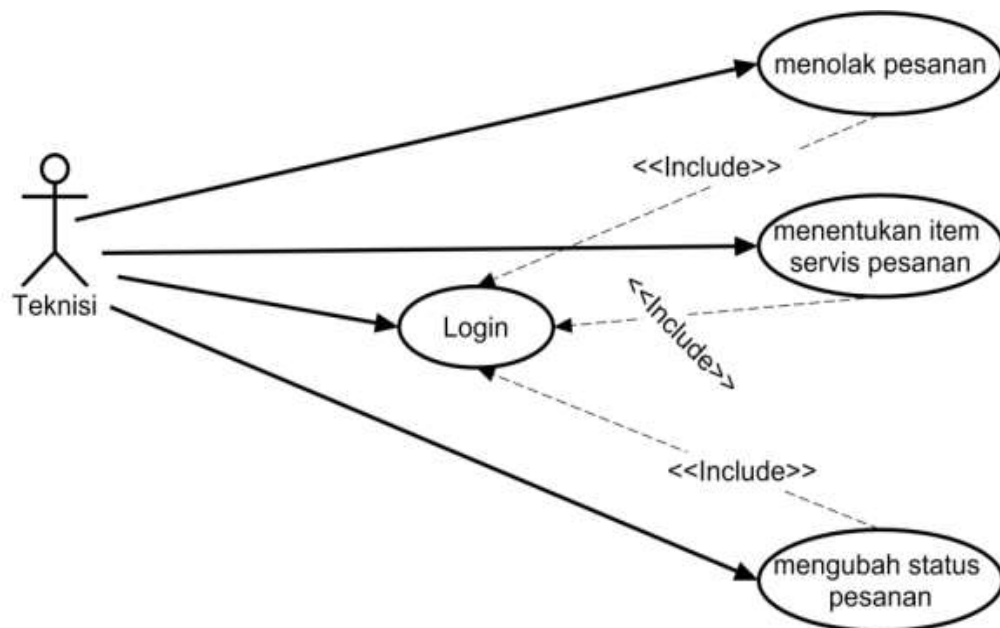 menolak pesanan
<<Include>>
menentukan item
servis pesanan
Teknisi
Login
<<Include>>
<<Include>>
mengubah status
pesanan